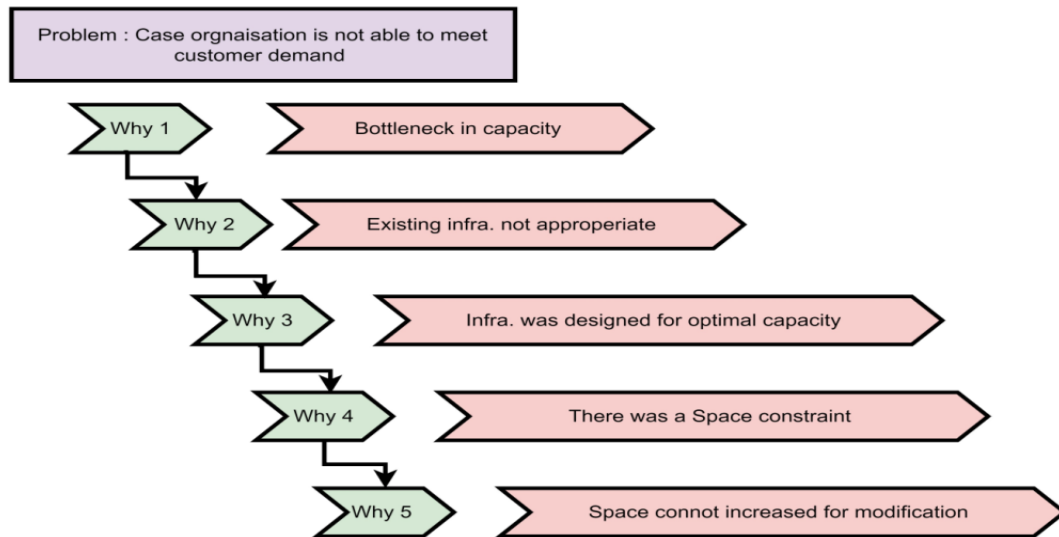 Problem : Case orgnaisation is not able to meet
customer demand
Why 1
Bottleneck in capacity
Why 2
Existing infra. not approperiate
Why 3
Infra. was designed for optimal capacity
Why 4
There was a Space constraint
Why 5
Space connot increased for modification